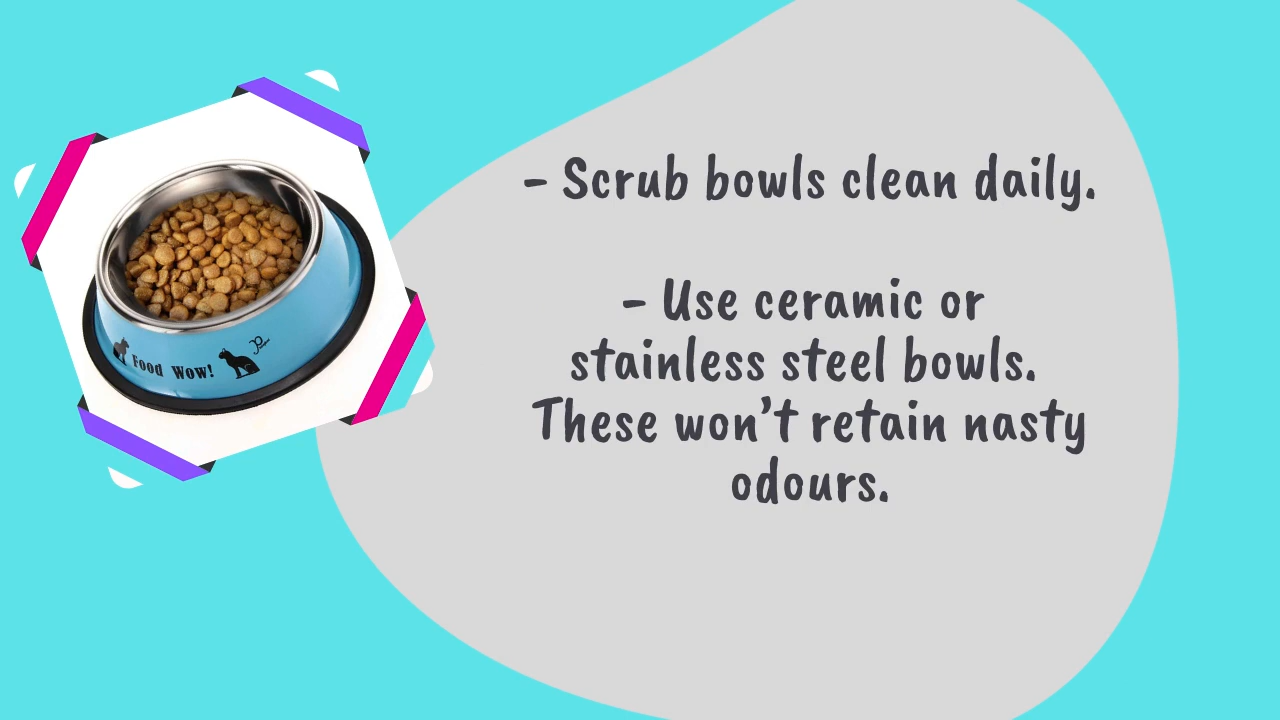 - Scrub bowls clean daily.
- Use ceramic or
stainless steel bowls.
These won't retain nasty
odours.
Food Wow!